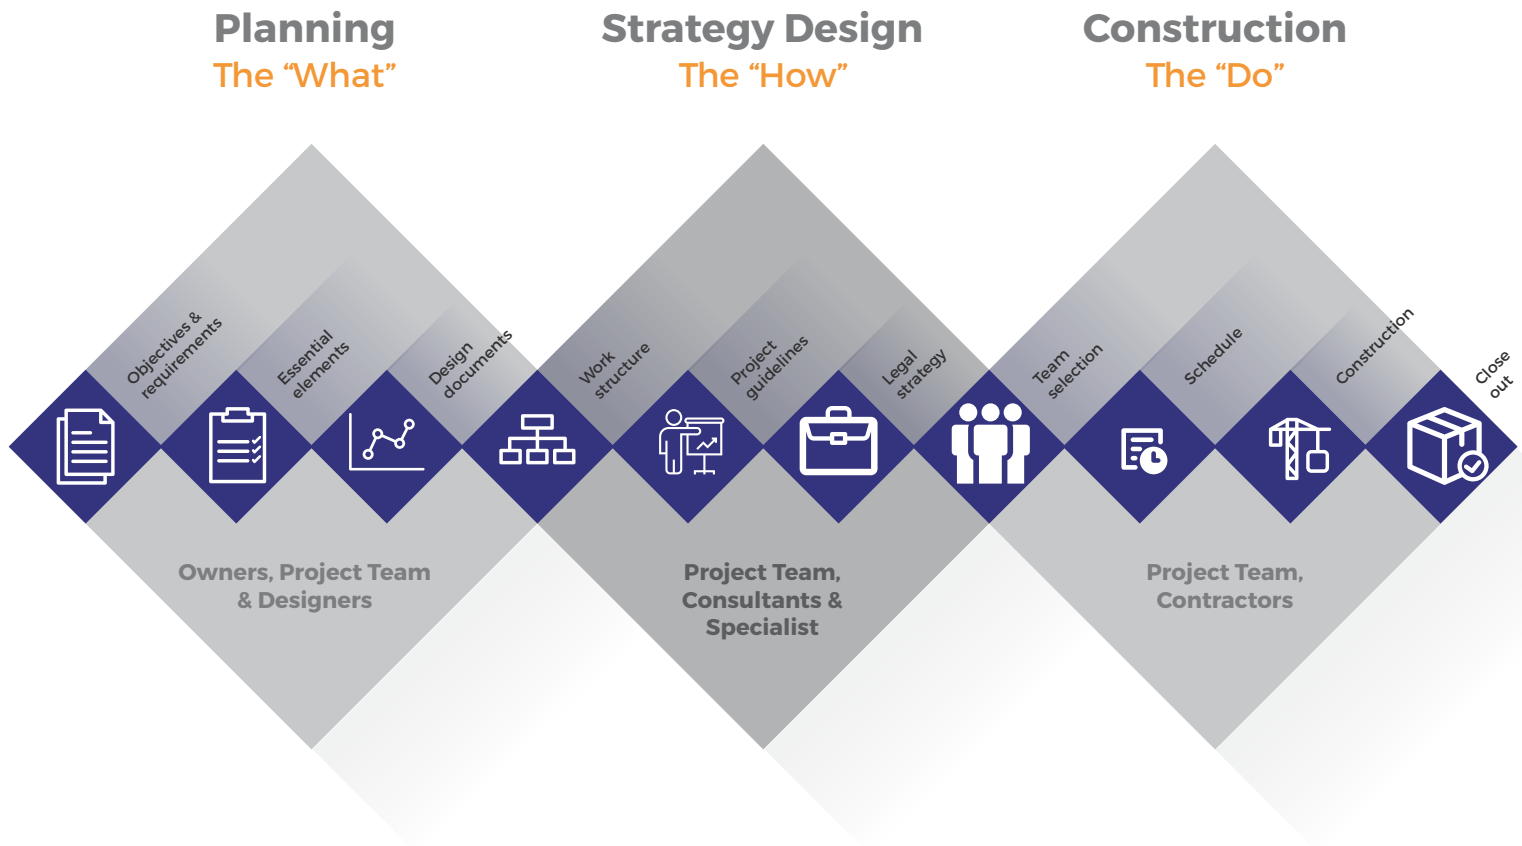 Planning
The “What”
Strategy Design
The “How”
Construction
The “Do”
Objectives &
requirements
Essential
elements
Design
documents
Work
structure
Project
guidelines
Legal
strategy
Team
selection
Schedule
Construction
Close
out
Owners, Project Team
& Designers
Project Team,
Consultants &
Specialist
Project Team,
Contractors